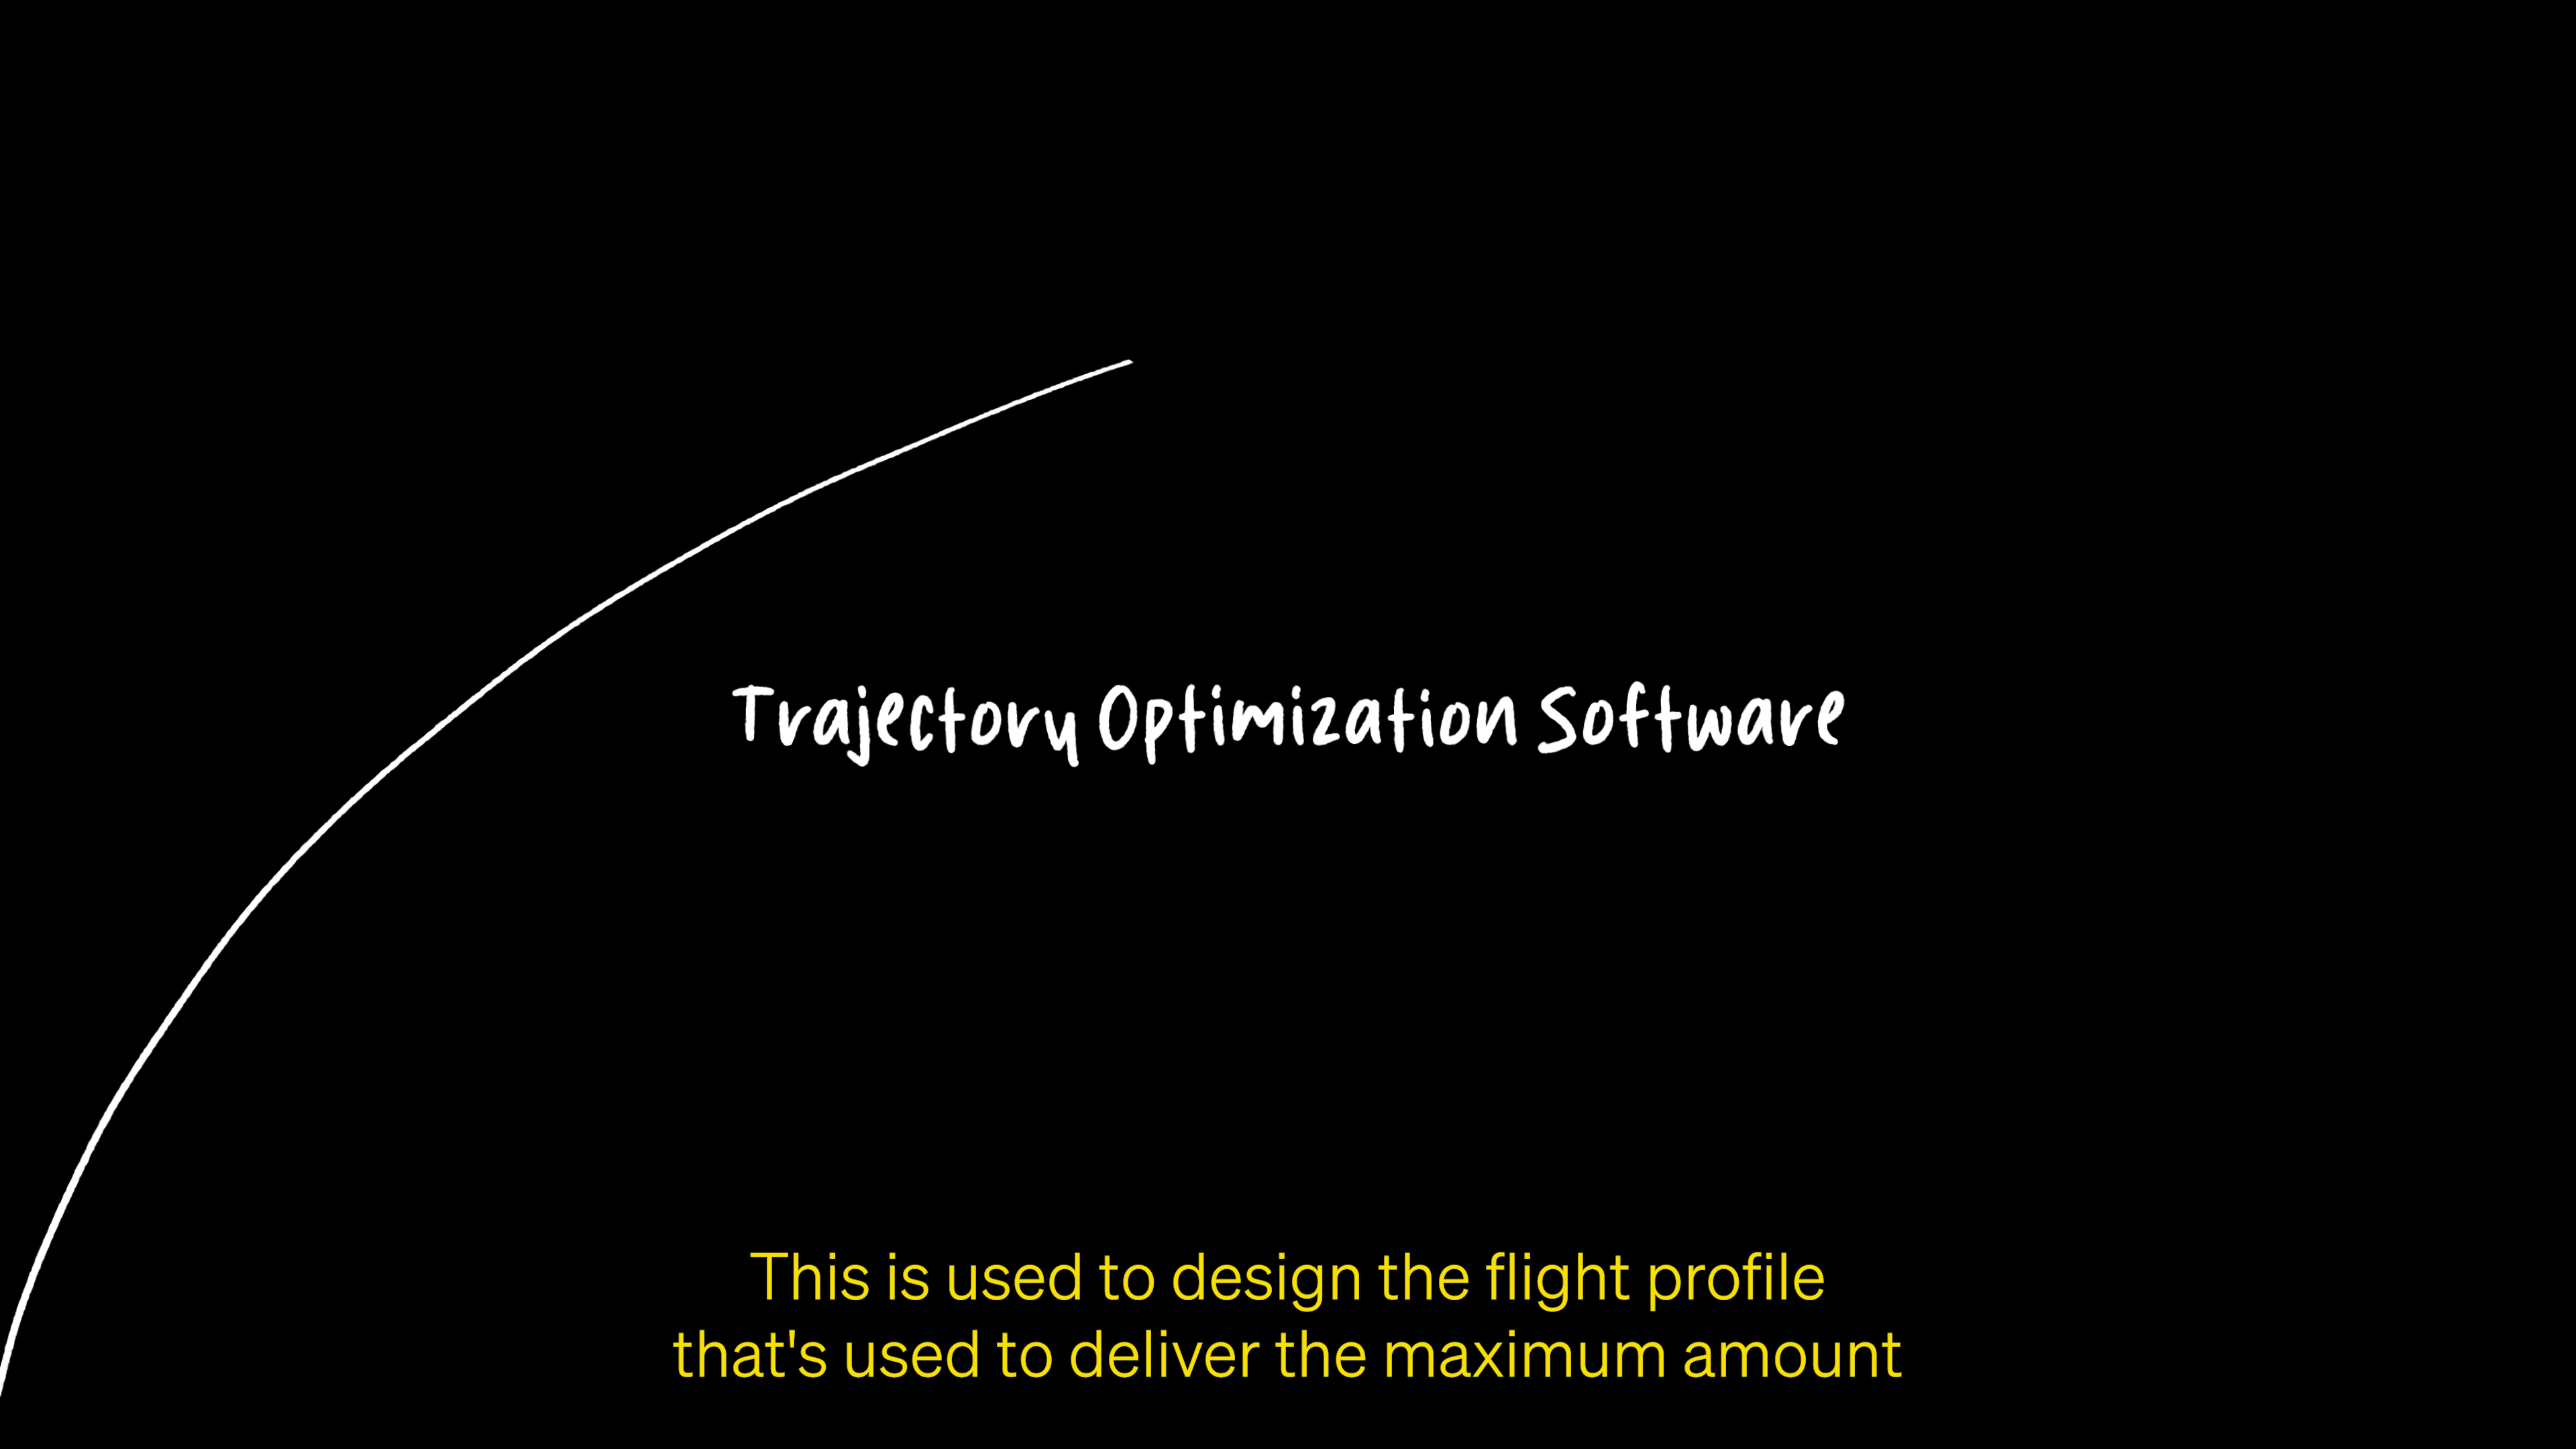 Trajectory Optimization Software
This is used to design the flight profile
that's used to deliver the maximum amount